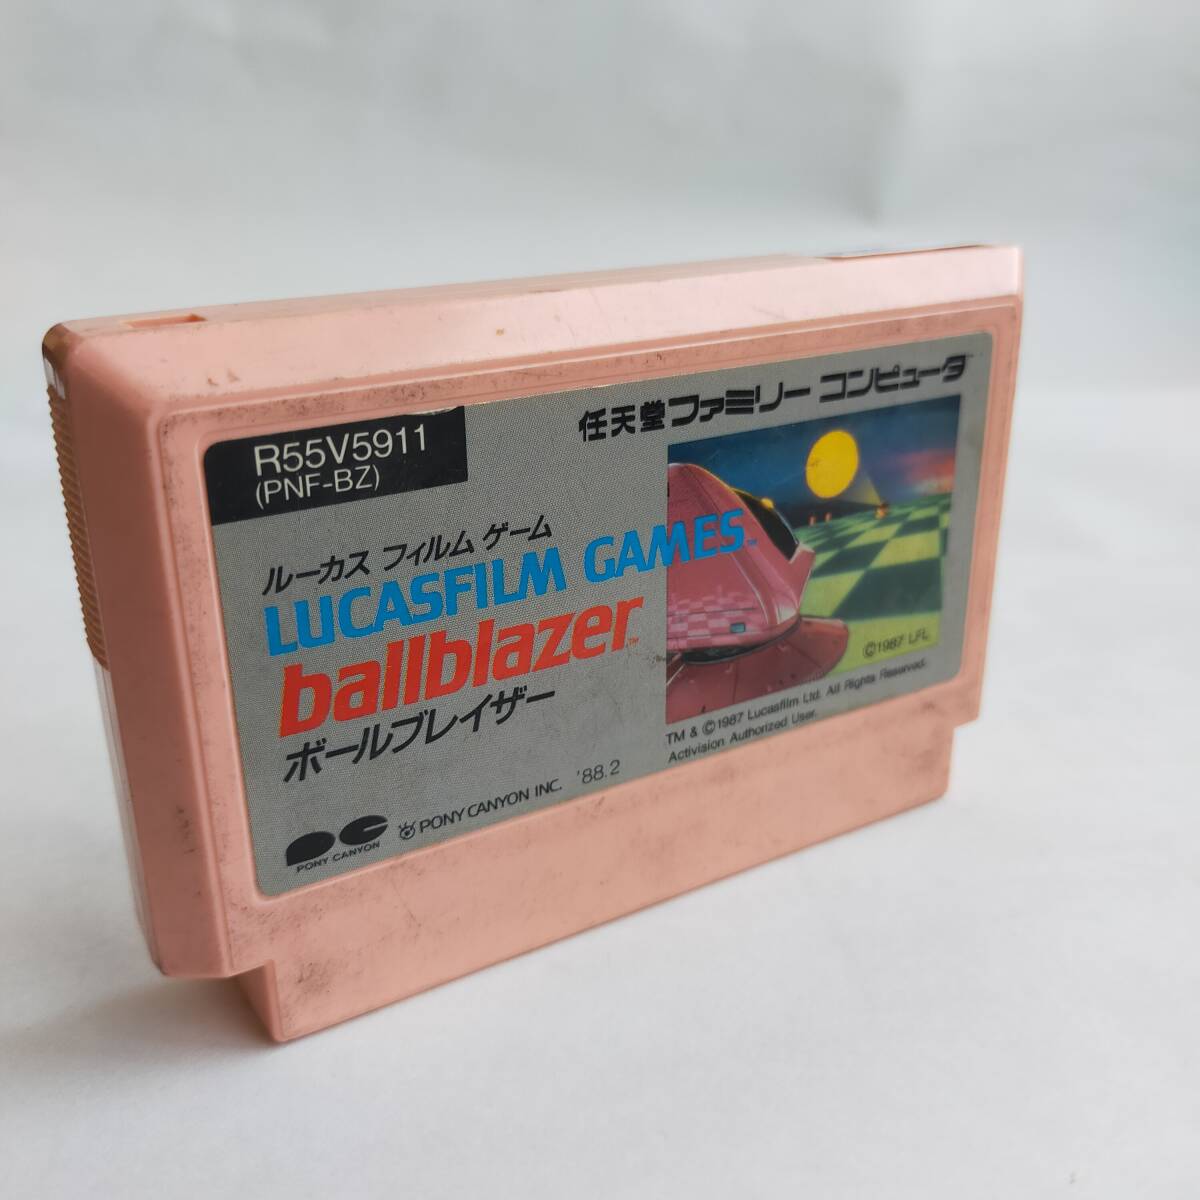 R55V5911
(PNF-BZ)
任天堂ファミリー コンピュータ
ルーカス フィルム ゲーム
LUCASFILM GAMES™
ballblazer™
ボールブレイザー
©1987 LFL
TM & ©1987 Lucasfilm Ltd. All Rights Reserved.
Activision Authorized User.
PONY CANYON
PONY CANYON INC. '88.2